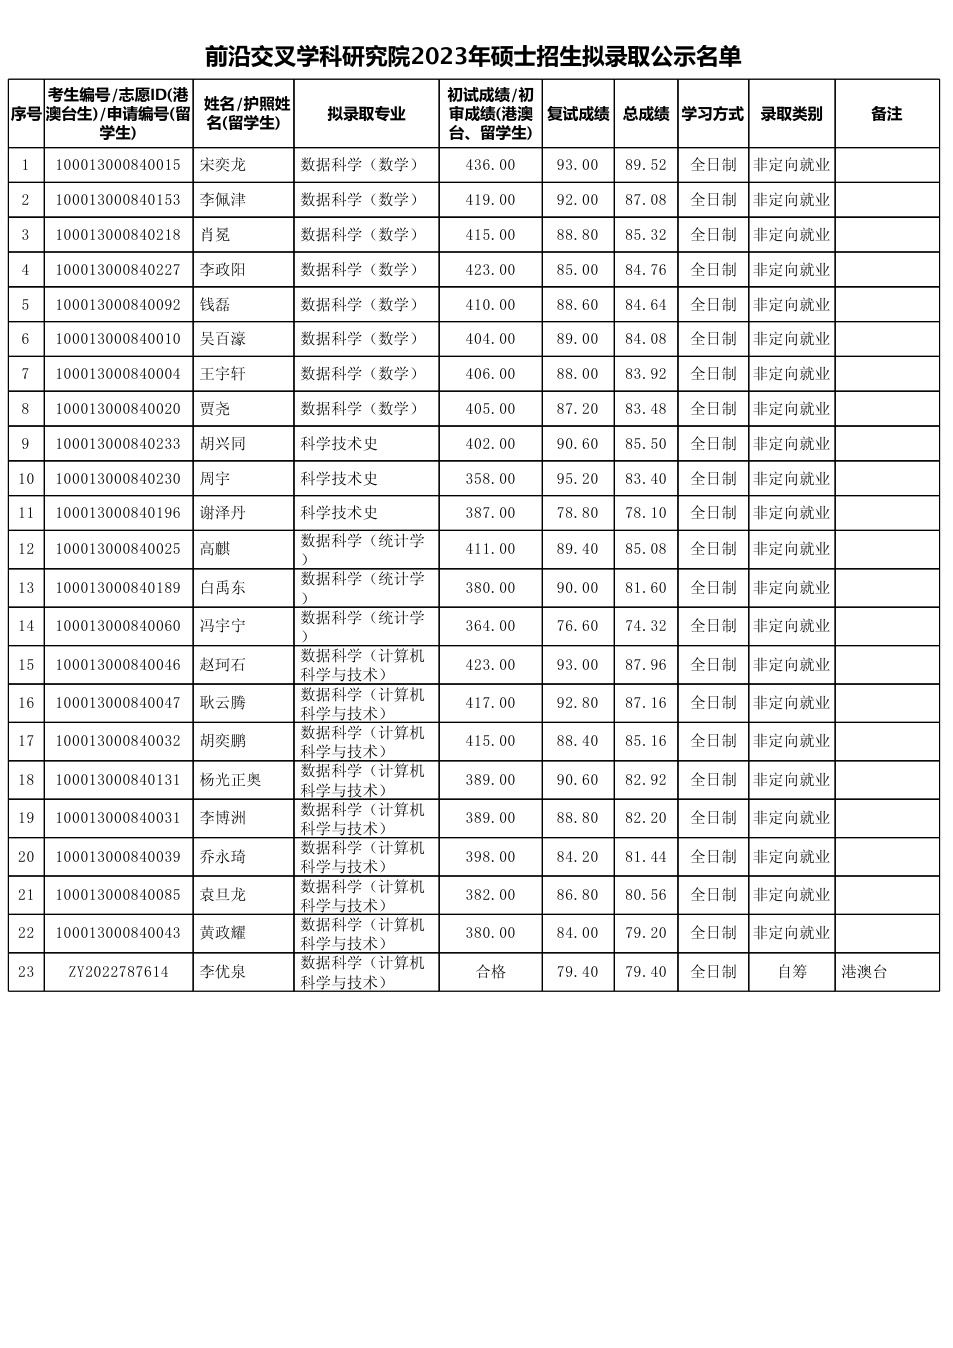 前沿交叉学科研究院2023年硕士招生拟录取公示名单
序号 考生编号/志愿ID(港澳台生)/申请编号(留学生) 姓名/护照姓名(留学生) 拟录取专业 初试成绩/初审成绩(港澳台、留学生) 复试成绩 总成绩 学习方式 录取类别 备注
1 100013000840015 宋奕龙 数据科学（数学） 436.00 93.00 89.52 全日制 非定向就业
2 100013000840153 李佩津 数据科学（数学） 419.00 92.00 87.08 全日制 非定向就业
3 100013000840218 肖冕 数据科学（数学） 415.00 88.80 85.32 全日制 非定向就业
4 100013000840227 李政阳 数据科学（数学） 423.00 85.00 84.76 全日制 非定向就业
5 100013000840092 钱磊 数据科学（数学） 410.00 88.60 84.64 全日制 非定向就业
6 100013000840010 吴百濠 数据科学（数学） 404.00 89.00 84.08 全日制 非定向就业
7 100013000840004 王宇轩 数据科学（数学） 406.00 88.00 83.92 全日制 非定向就业
8 100013000840020 贾尧 数据科学（数学） 405.00 87.20 83.48 全日制 非定向就业
9 100013000840233 胡兴同 科学技术史 402.00 90.60 85.50 全日制 非定向就业
10 100013000840230 周宇 科学技术史 358.00 95.20 83.40 全日制 非定向就业
11 100013000840196 谢泽丹 科学技术史 387.00 78.80 78.10 全日制 非定向就业
12 100013000840025 高麒 数据科学（统计学） 411.00 89.40 85.08 全日制 非定向就业
13 100013000840189 白禹东 数据科学（统计学） 380.00 90.00 81.60 全日制 非定向就业
14 100013000840060 冯宇宁 数据科学（统计学） 364.00 76.60 74.32 全日制 非定向就业
15 100013000840046 赵珂石 数据科学（计算机科学与技术） 423.00 93.00 87.96 全日制 非定向就业
16 100013000840047 耿云腾 数据科学（计算机科学与技术） 417.00 92.80 87.16 全日制 非定向就业
17 100013000840032 胡奕鹏 数据科学（计算机科学与技术） 415.00 88.40 85.16 全日制 非定向就业
18 100013000840131 杨光正奥 数据科学（计算机科学与技术） 389.00 90.60 82.92 全日制 非定向就业
19 100013000840031 李博洲 数据科学（计算机科学与技术） 389.00 88.80 82.20 全日制 非定向就业
20 100013000840039 乔永琦 数据科学（计算机科学与技术） 398.00 84.20 81.44 全日制 非定向就业
21 100013000840085 袁旦龙 数据科学（计算机科学与技术） 382.00 86.80 80.56 全日制 非定向就业
22 100013000840043 黄政耀 数据科学（计算机科学与技术） 380.00 84.00 79.20 全日制 非定向就业
23 ZY2022787614 李优泉 数据科学（计算机科学与技术） 合格 79.40 79.40 全日制 自筹 港澳台